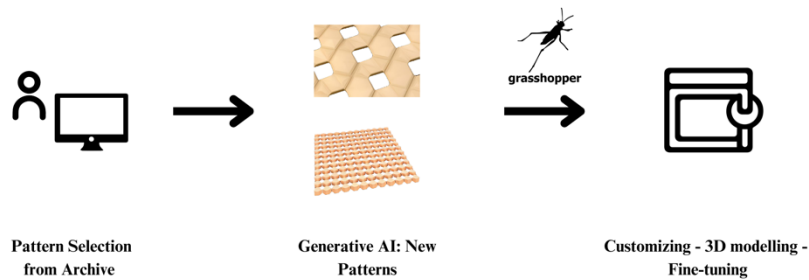 grasshopper
Pattern Selection
from Archive
Generative AI: New
Patterns
Customizing - 3D modelling -
Fine-tuning